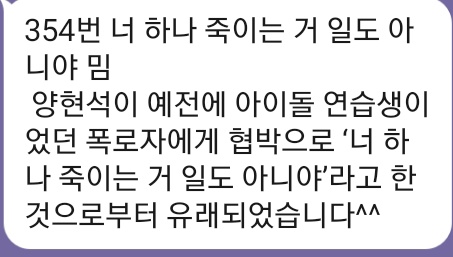 354번 너 하나 죽이는 거 일도 아
니야 밈
양현석이 예전에 아이돌 연습생이
었던 폭로자에게 협박으로 ‘너 하
나 죽이는 거 일도 아니야’라고 한
것으로부터 유래되었습니다^^